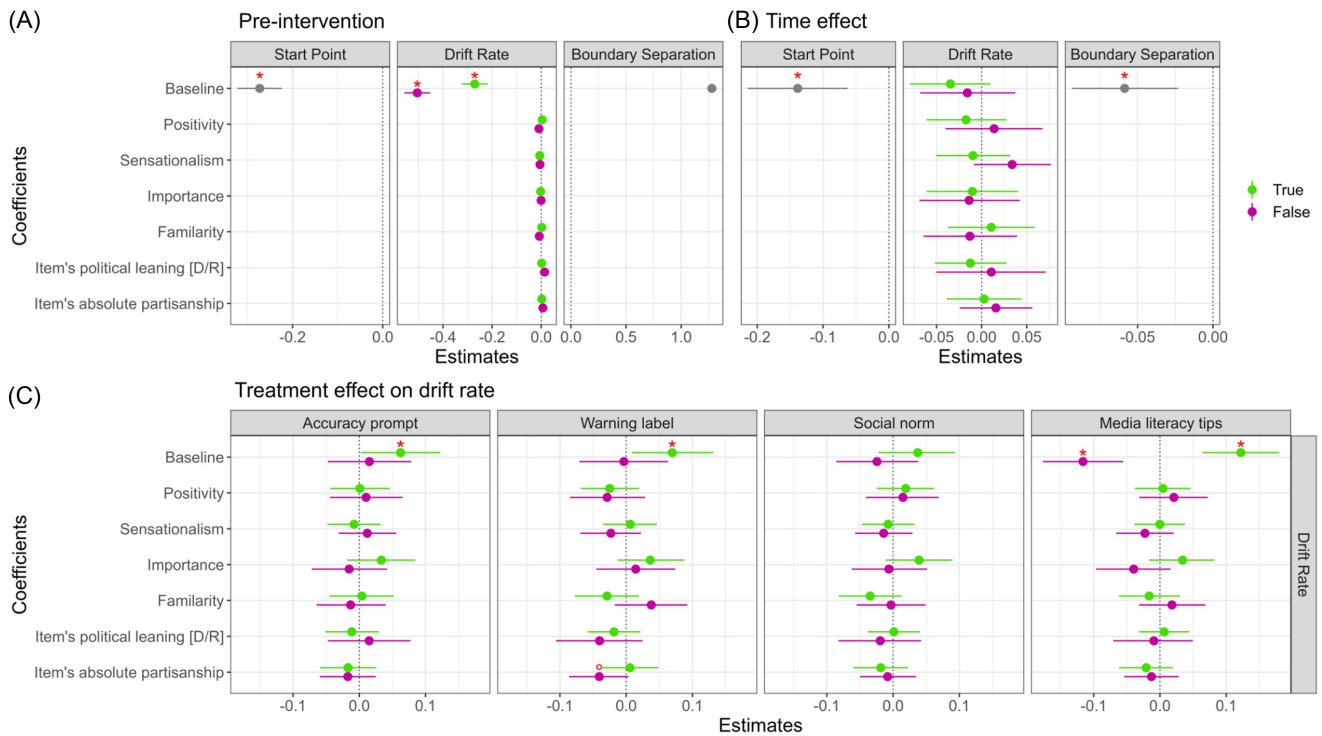 (A)
Pre-intervention
Start Point
Drift Rate
Boundary Separation
Coefficients
Baseline
Positivity
Sensationalism
Importance
Familarity
Item's political leaning [D/R]
Item's absolute partisanship
*
*
*
-0.2 0.0
-0.6 -0.4 -0.2 0.0
0.0 0.5 1.0
Estimates
(B)
Time effect
Start Point
Drift Rate
Boundary Separation
*
*
-0.2 -0.1 -0.0
-0.05 0.00 0.05
-0.05 -0.00
Estimates
True
False
(C)
Treatment effect on drift rate
Accuracy prompt
Warning label
Social norm
Media literacy tips
Coefficients
Baseline
Positivity
Sensationalism
Importance
Familarity
Item's political leaning [D/R]
Item's absolute partisanship
*
*
*
*
Drift Rate
-0.1 0.0 0.1
-0.1 0.0 0.1
-0.1 0.0 0.1
-0.1 0.0 0.1
Estimates